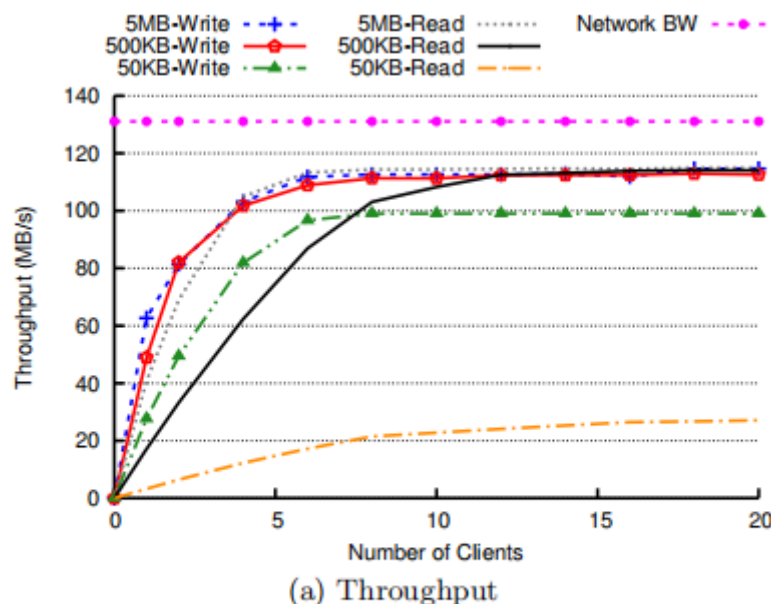 5MB-Write 5MB-Read Network BW
500KB-Write 500KB-Read
50KB-Write 50KB-Read
140
120
100
80
60
40
20
0
Throughput (MB/s)
0 5 10 15 20
Number of Clients
(a) Throughput